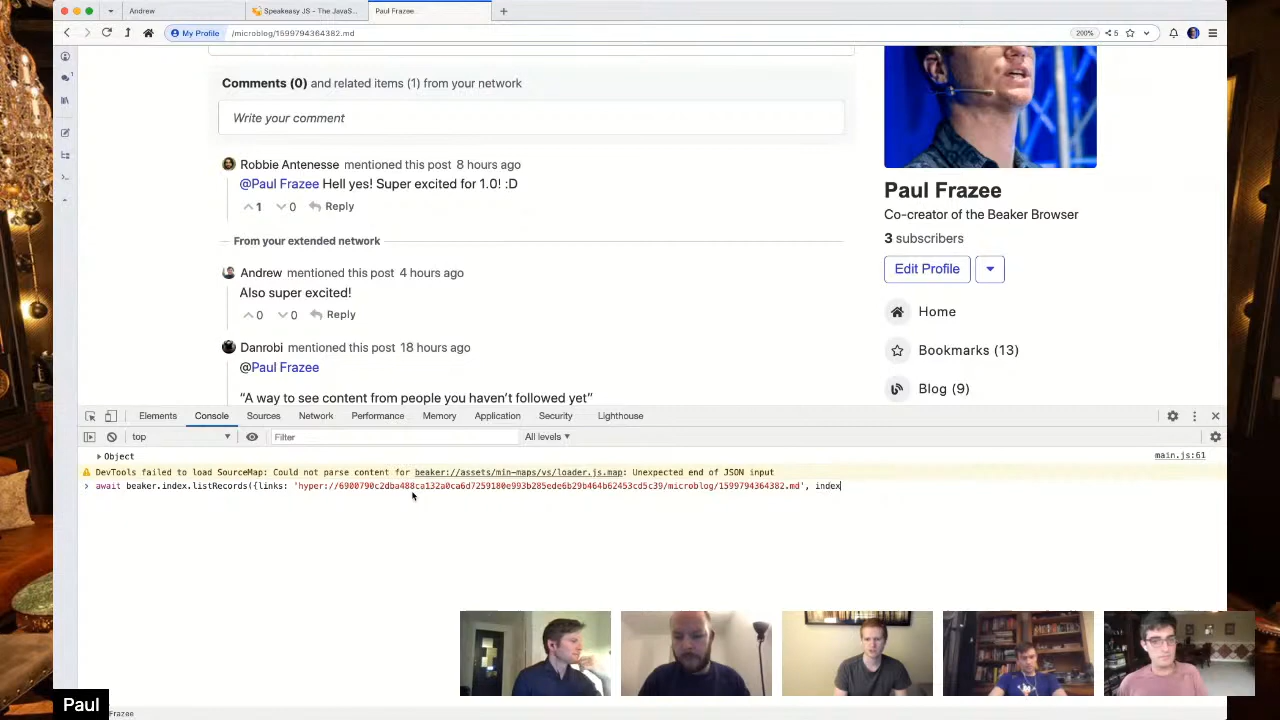 Andrew
Speakeasy JS - The JavaS...
Paul Frazee
My Profile /microblog/1599794364382.md
200%
5
Comments (0) and related items (1) from your network
Write your comment
Robbie Antenesse mentioned this post 8 hours ago
@Paul Frazee Hell yes! Super excited for 1.0! :D
1 0 Reply
From your extended network
Andrew mentioned this post 4 hours ago
Also super excited!
0 0 Reply
Danrobi mentioned this post 18 hours ago
@Paul Frazee
“A way to see content from people you haven’t followed yet”
Paul Frazee
Co-creator of the Beaker Browser
3 subscribers
Edit Profile
Home
Bookmarks (13)
Blog (9)
Elements Console Sources Network Performance Memory Application Security Lighthouse
top Filter All levels
Object main.js:61
DevTools failed to load SourceMap: Could not parse content for beaker://assets/min-maps/vs/loader.js.map: Unexpected end of JSON input
await beaker.index.listRecords({links: 'hyper://6900790c2dba488ca132a0ca6d7259180e993b285ede6b29b464b62453cd5c39/microblog/1599794364382.md', index
Paul
Frazee